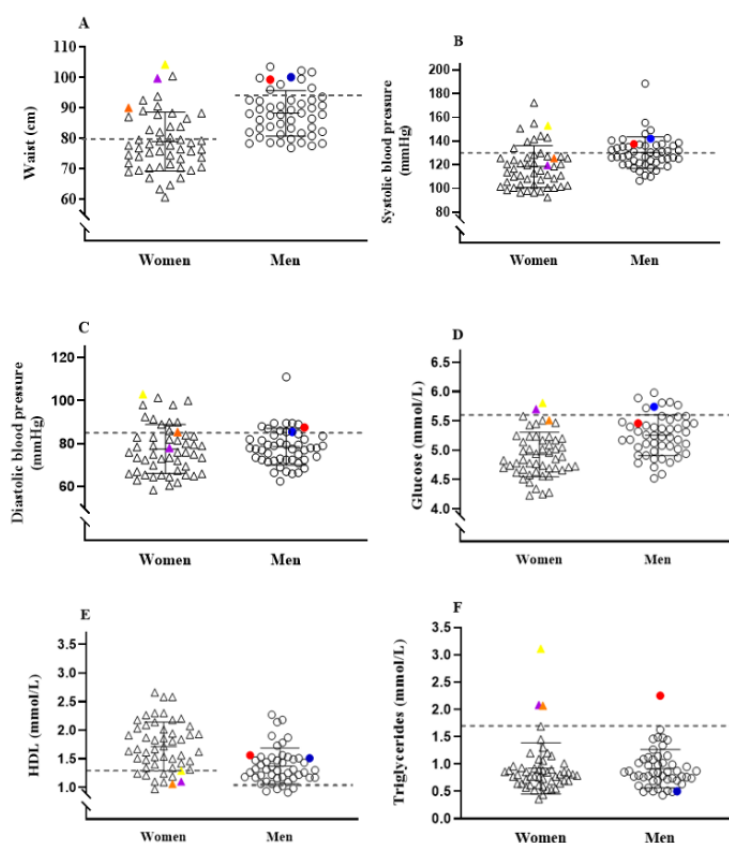 A
Waist (cm)
110
100
90
80
70
60
Women
Men
B
Systolic blood pressure
(mmHg)
200
180
160
140
120
100
80
Women
Men
C
Diastolic blood pressure
(mmHg)
120
100
80
60
Women
Men
D
Glucose (mmol/L)
6.5
6.0
5.5
5.0
4.5
4.0
Women
Men
E
HDL (mmol/L)
3.5
3.0
2.5
2.0
1.5
1.0
Women
Men
F
Triglycerides (mmol/L)
3.5
3.0
2.5
2.0
1.5
1.0
0.5
0.0
Women
Men